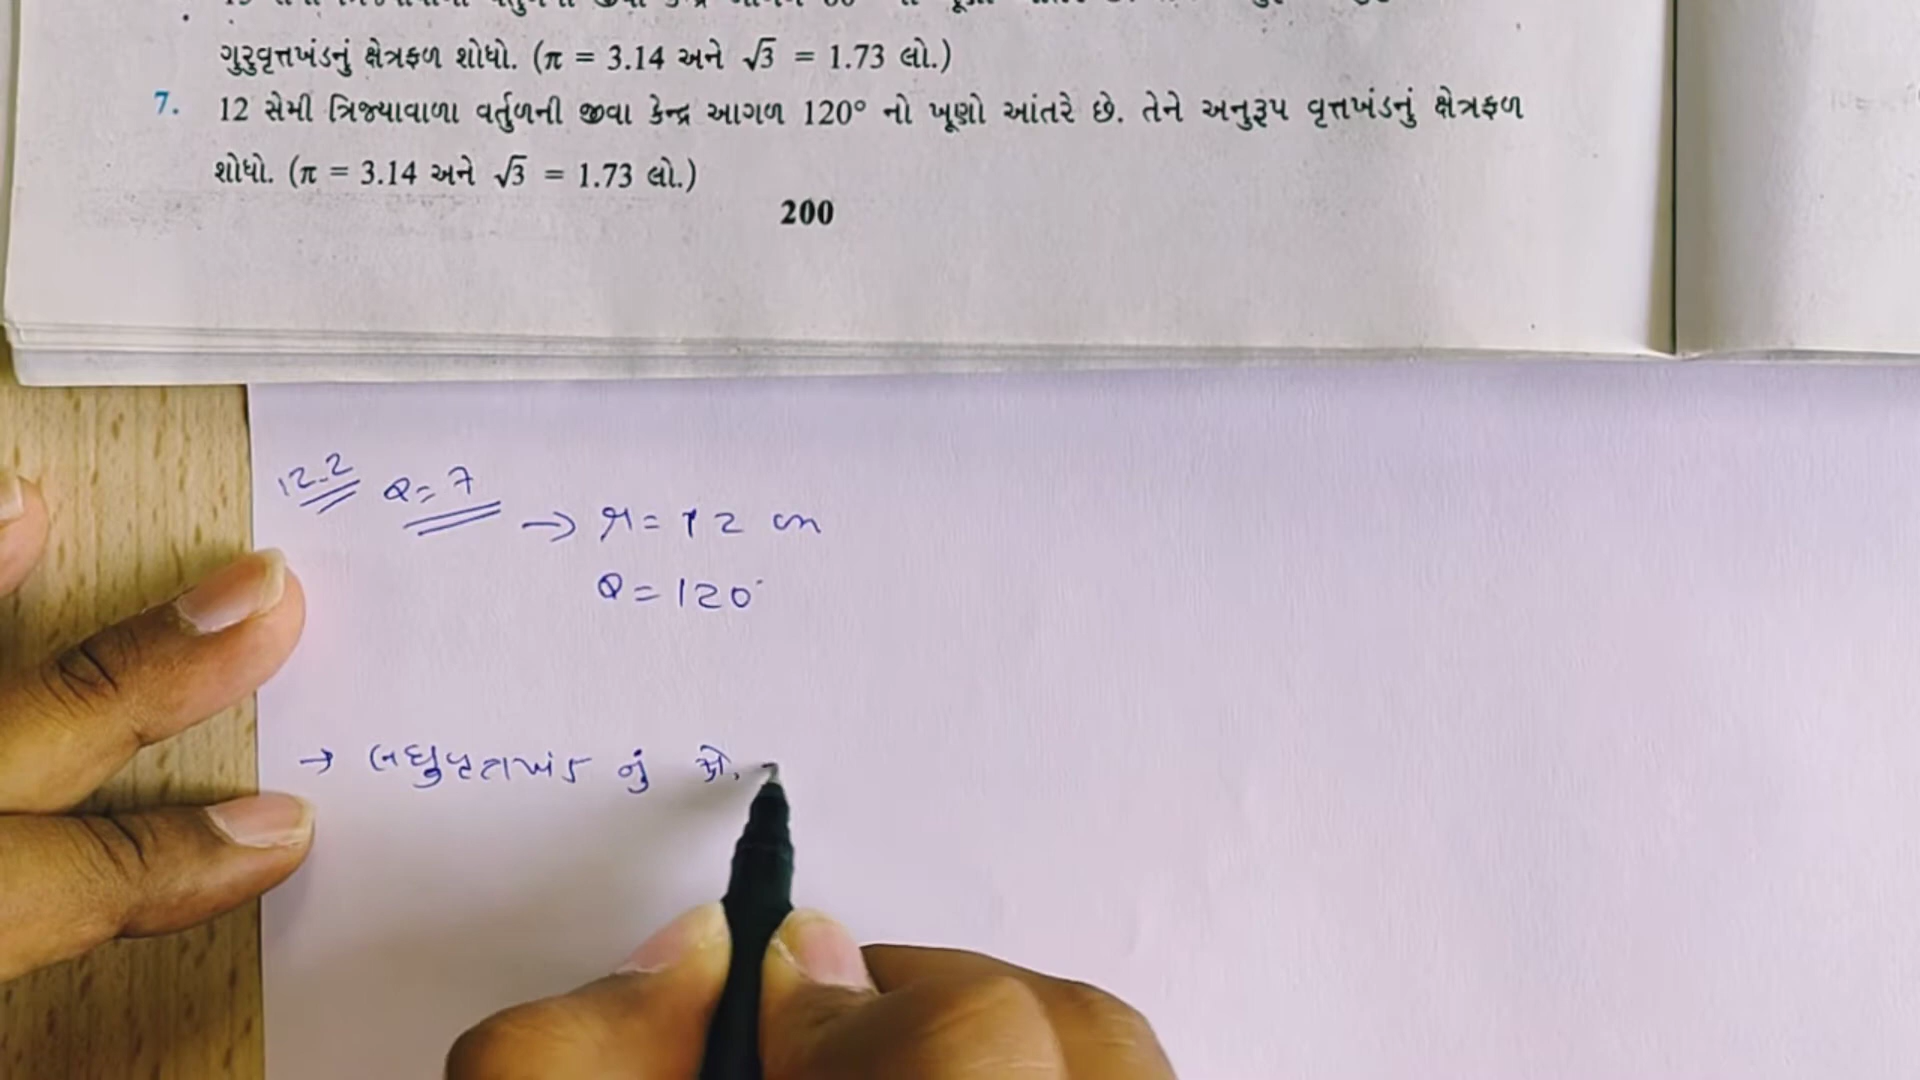 ગુરુવૃત્તખંડનું ક્ષેત્રફળ શોધો. (π = 3.14 અને √3 = 1.73 લો.)
7. 12 સેમી ત્રિજ્યાવાળા વર્તુળની જીવા કેન્દ્ર આગળ 120° નો ખૂણો આંતરે છે. તેને અનુરૂપ વૃત્તખંડનું ક્ષેત્રફળ
શોધો. (π = 3.14 અને √3 = 1.73 લો.)
200
12.2 Q=7
→ r = 12 cm
θ = 120°
→ લઘુવૃત્તખંડ નું ક્ષે.